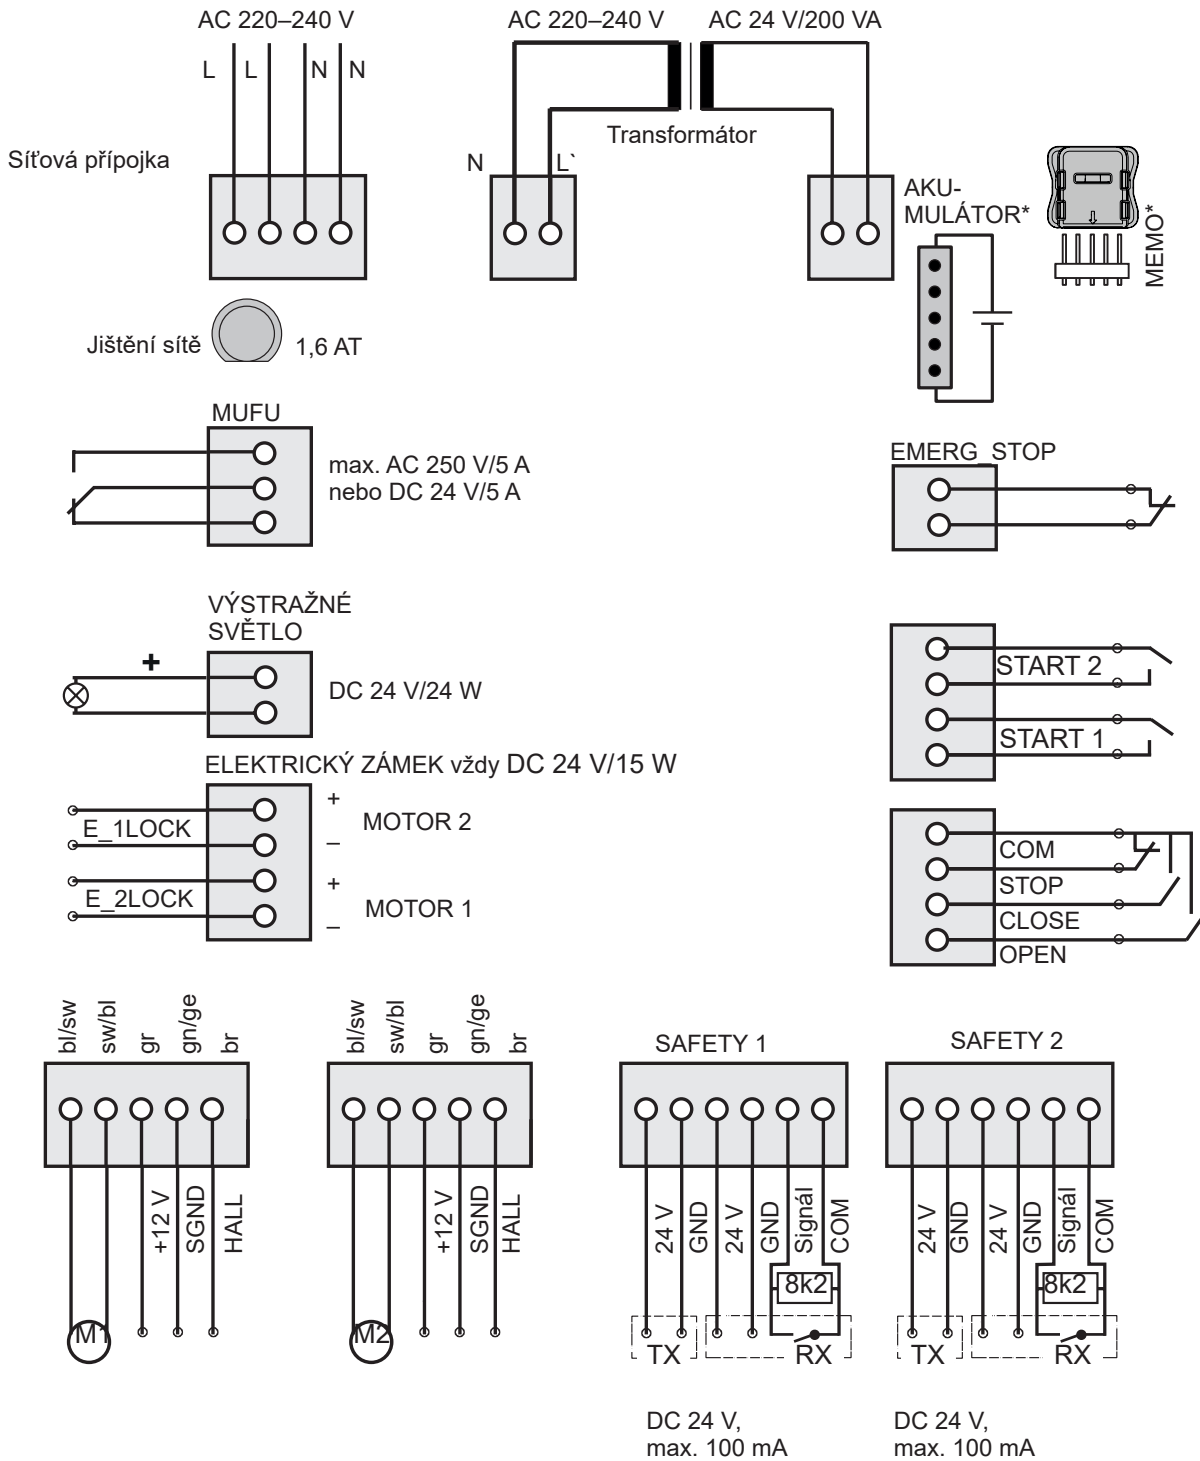 AC 220–240 V
AC 220–240 V
AC 24 V/200 VA
L L N N
Transformátor
Síťová přípojka
N L`
AKU-
MULÁTOR*
MEMO*
Jištění sítě
1,6 AT
MUFU
max. AC 250 V/5 A
nebo DC 24 V/5 A
EMERG_STOP
VÝSTRAŽNÉ
SVĚTLO
+
DC 24 V/24 W
START 2
START 1
ELEKTRICKÝ ZÁMEK vždy DC 24 V/15 W
E_1LOCK
+
MOTOR 2
–
E_2LOCK
+
MOTOR 1
–
COM
STOP
CLOSE
OPEN
bl/sw sw/bl gr gn/ge br
bl/sw sw/bl gr gn/ge br
SAFETY 1
SAFETY 2
+12 V SGND HALL
+12 V SGND HALL
24 V GND 24 V GND Signál COM
24 V GND 24 V GND Signál COM
8k2
8k2
M1
M2
TX RX
TX RX
DC 24 V,
max. 100 mA
DC 24 V,
max. 100 mA